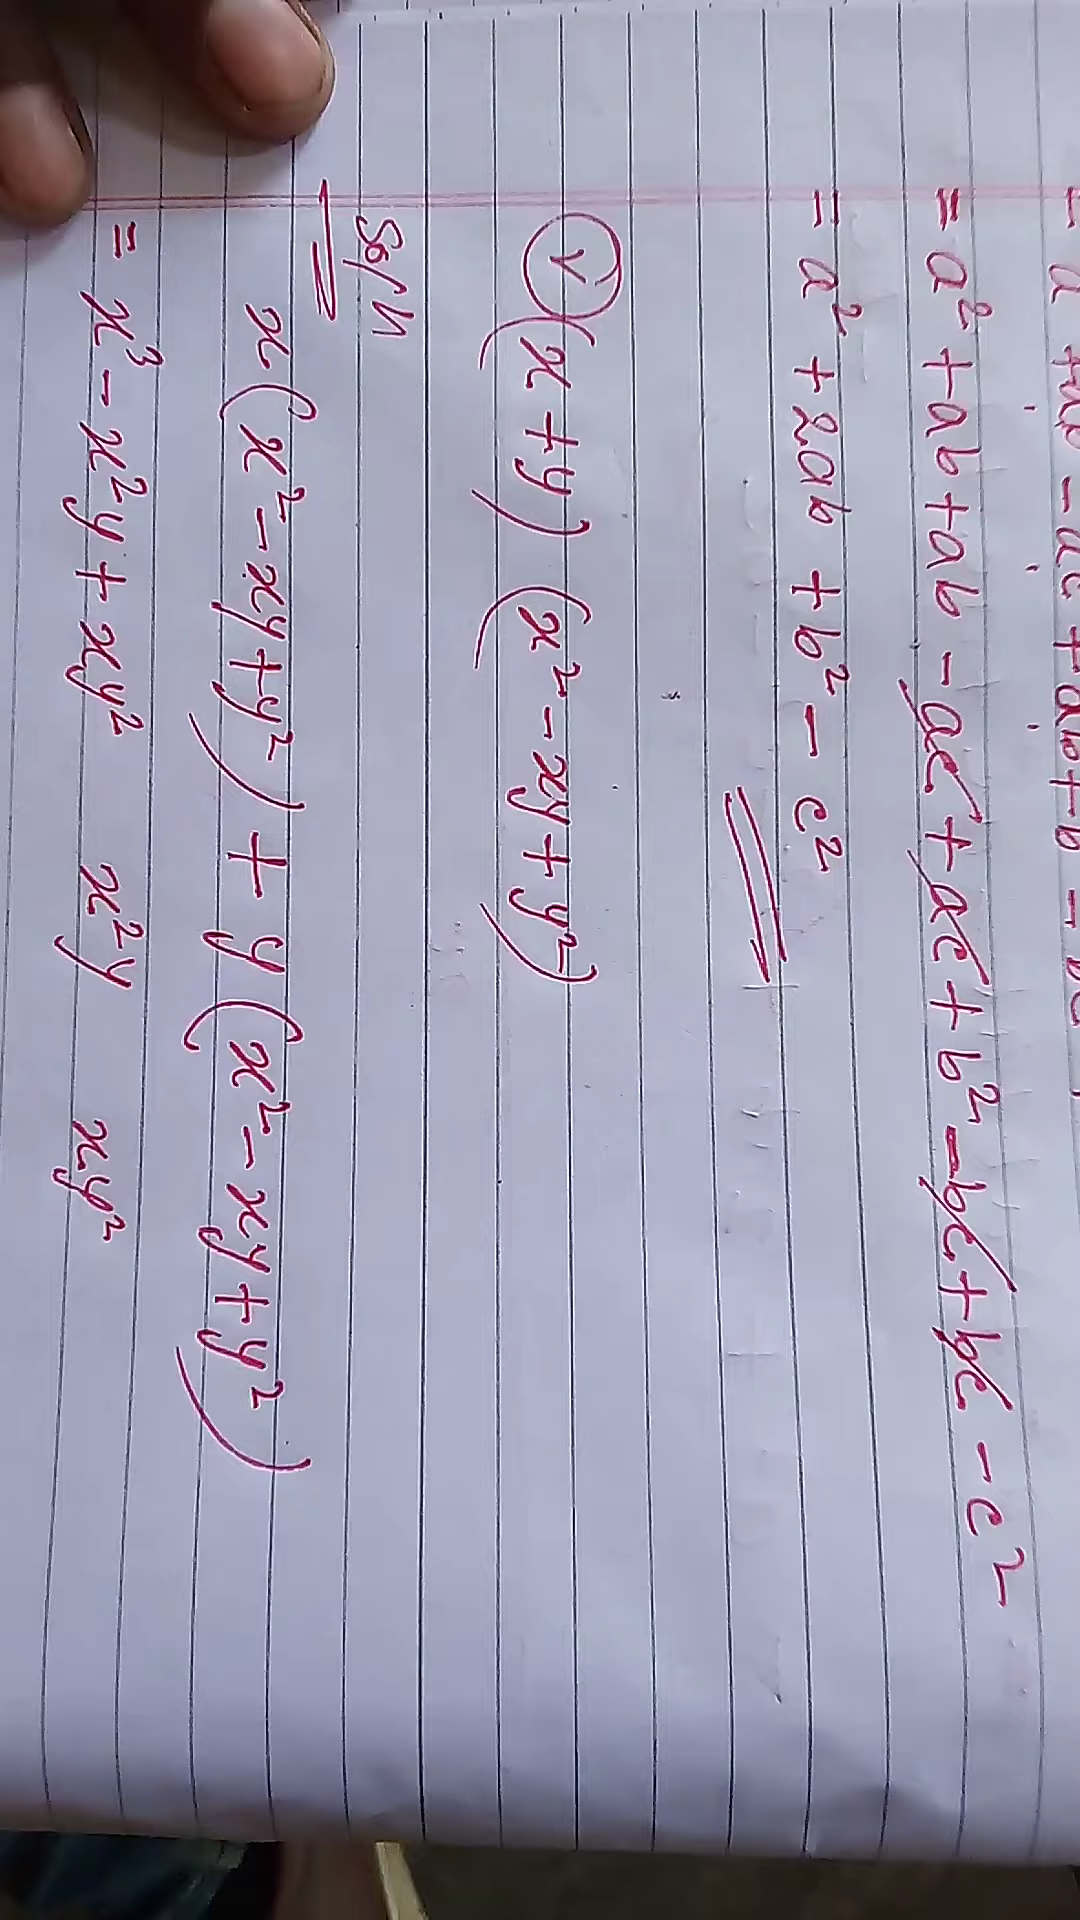 = a² + ab + ab - ac + ac + b² - bc + bc - c²
= a² + 2ab + b² - c²
(v) (x + y) (x² - xy + y²)
x (x² - xy + y²) + y (x² - xy + y²)
= x³ - x²y + xy² x²y xy²